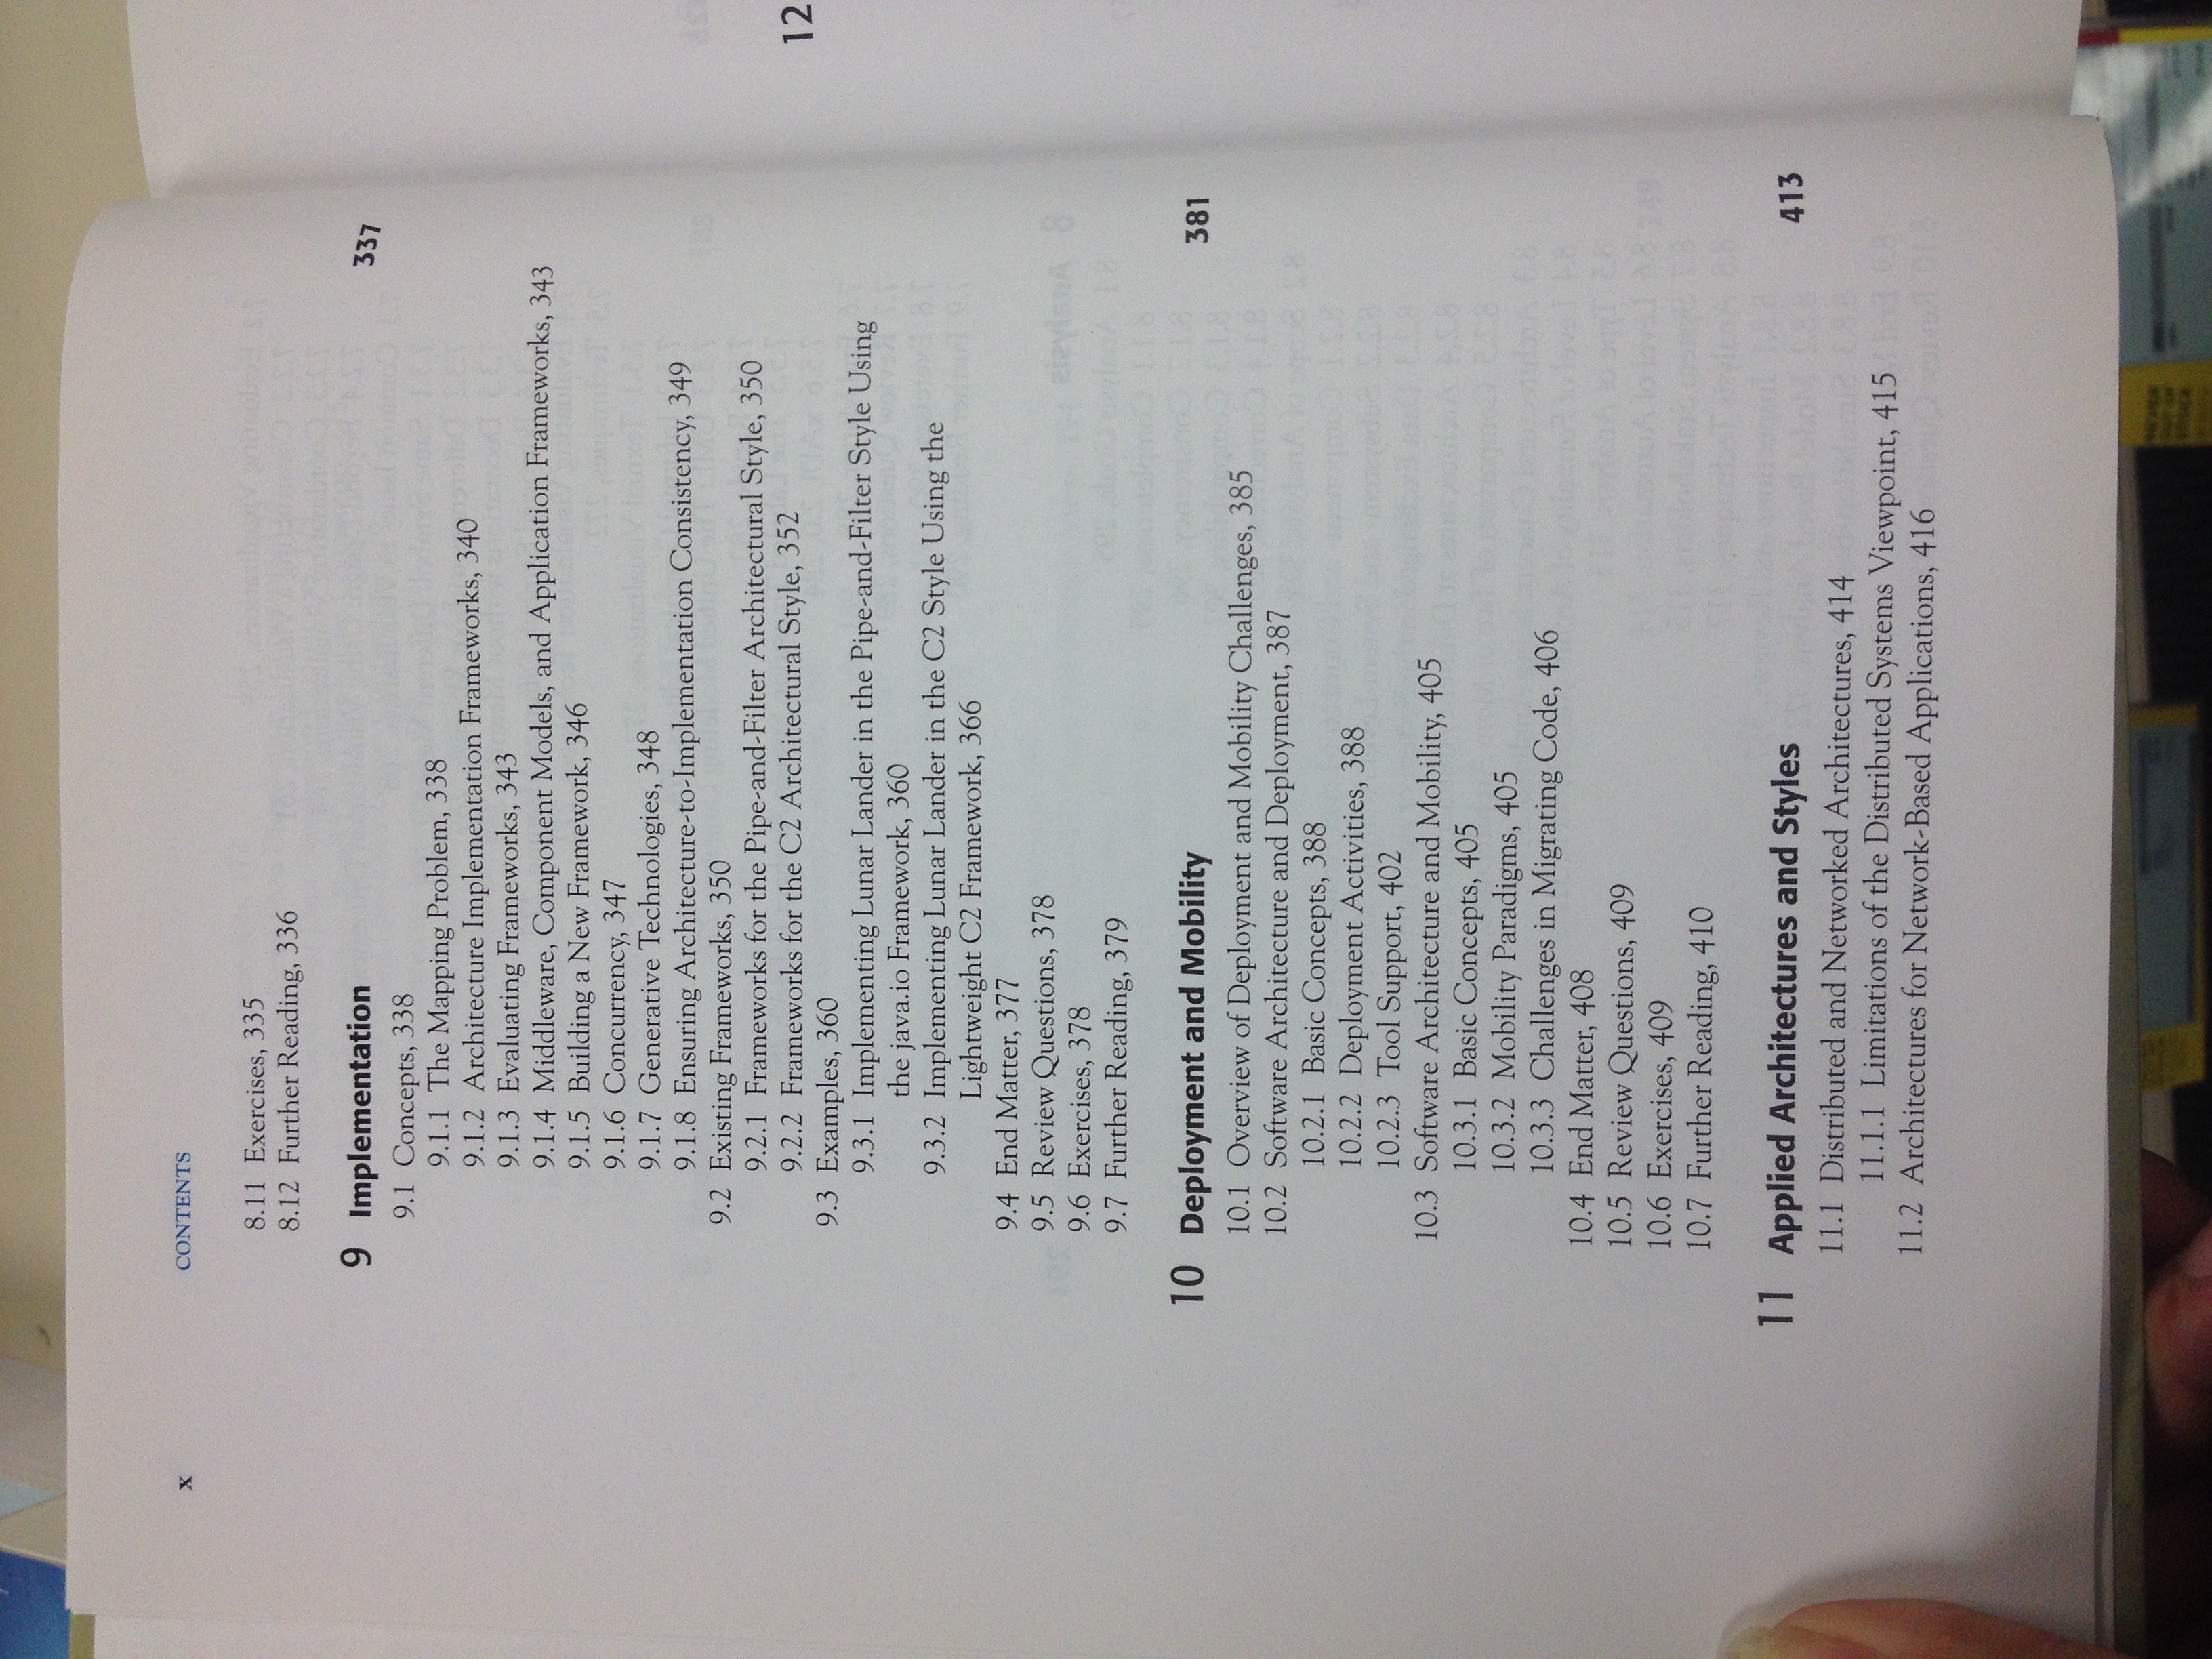 x CONTENTS
8.11 Exercises, 335
8.12 Further Reading, 336
9 Implementation 337
9.1 Concepts, 338
9.1.1 The Mapping Problem, 338
9.1.2 Architecture Implementation Frameworks, 340
9.1.3 Evaluating Frameworks, 343
9.1.4 Middleware, Component Models, and Application Frameworks, 343
9.1.5 Building a New Framework, 346
9.1.6 Concurrency, 347
9.1.7 Generative Technologies, 348
9.1.8 Ensuring Architecture-to-Implementation Consistency, 349
9.2 Existing Frameworks, 350
9.2.1 Frameworks for the Pipe-and-Filter Architectural Style, 350
9.2.2 Frameworks for the C2 Architectural Style, 352
9.3 Examples, 360
9.3.1 Implementing Lunar Lander in the Pipe-and-Filter Style Using
the java.io Framework, 360
9.3.2 Implementing Lunar Lander in the C2 Style Using the
Lightweight C2 Framework, 366
9.4 End Matter, 377
9.5 Review Questions, 378
9.6 Exercises, 378
9.7 Further Reading, 379
10 Deployment and Mobility 381
10.1 Overview of Deployment and Mobility Challenges, 385
10.2 Software Architecture and Deployment, 387
10.2.1 Basic Concepts, 388
10.2.2 Deployment Activities, 388
10.2.3 Tool Support, 402
10.3 Software Architecture and Mobility, 405
10.3.1 Basic Concepts, 405
10.3.2 Mobility Paradigms, 405
10.3.3 Challenges in Migrating Code, 406
10.4 End Matter, 408
10.5 Review Questions, 409
10.6 Exercises, 409
10.7 Further Reading, 410
11 Applied Architectures and Styles 413
11.1 Distributed and Networked Architectures, 414
11.1.1 Limitations of the Distributed Systems Viewpoint, 415
11.2 Architectures for Network-Based Applications, 416
12